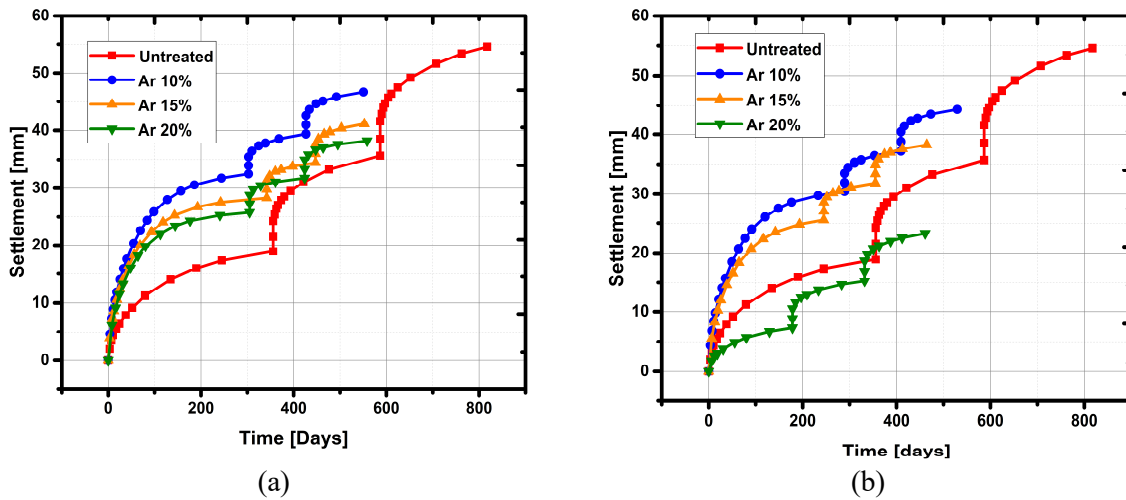 60
50
40
30
20
10
0
Settlement [mm]
Untreated
Ar 10%
Ar 15%
Ar 20%
0 200 400 600 800
Time [Days]
(a)
60
50
40
30
20
10
0
Settlement [mm]
Untreated
Ar 10%
Ar 15%
Ar 20%
0 200 400 600 800
Time [days]
(b)